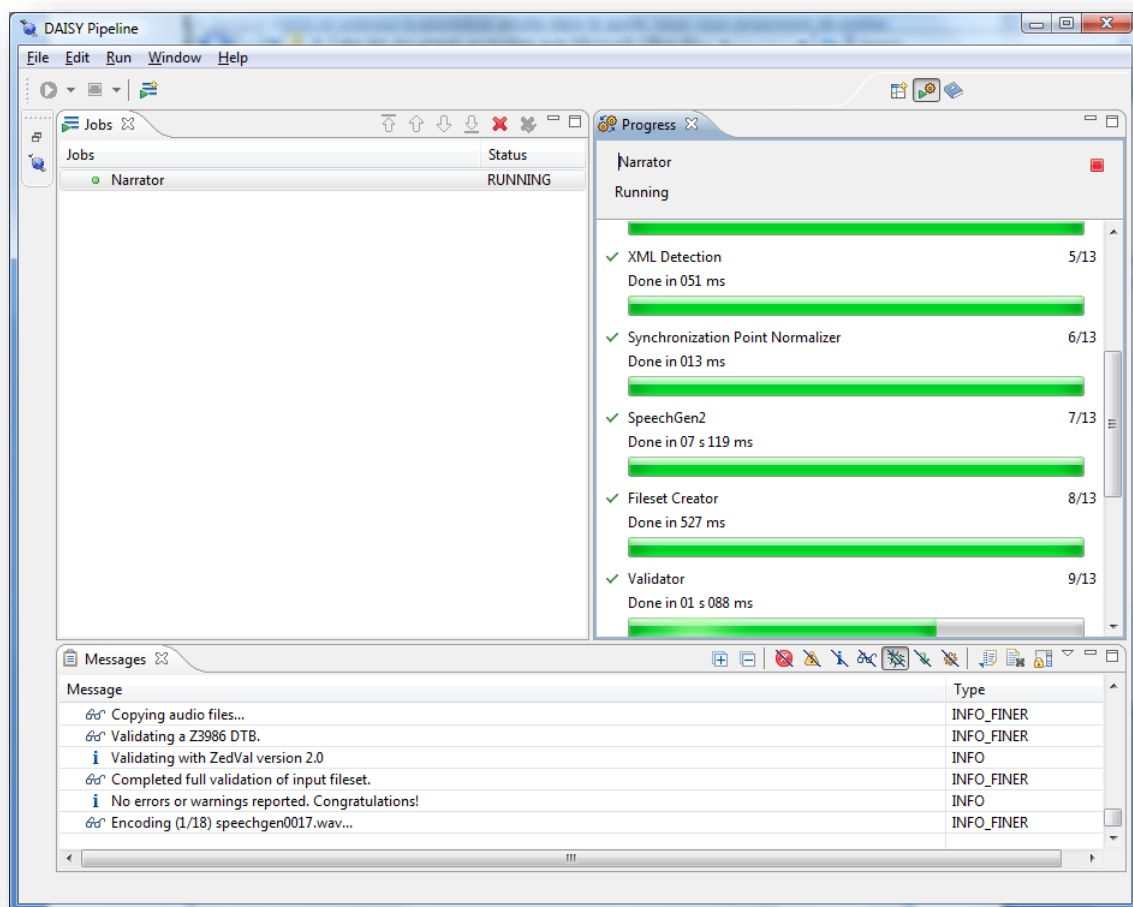 DAISY Pipeline
File Edit Run Window Help
Jobs
Jobs Status
Narrator RUNNING
Progress
Narrator
Running
XML Detection 5/13
Done in 051 ms
Synchronization Point Normalizer 6/13
Done in 013 ms
SpeechGen2 7/13
Done in 07 s 119 ms
Fileset Creator 8/13
Done in 527 ms
Validator 9/13
Done in 01 s 088 ms
Messages
Message Type
Copying audio files... INFO_FINER
Validating a Z3986 DTB. INFO_FINER
Validating with ZedVal version 2.0 INFO
Completed full validation of input fileset. INFO_FINER
No errors or warnings reported. Congratulations! INFO
Encoding (1/18) speechgen0017.wav... INFO_FINER